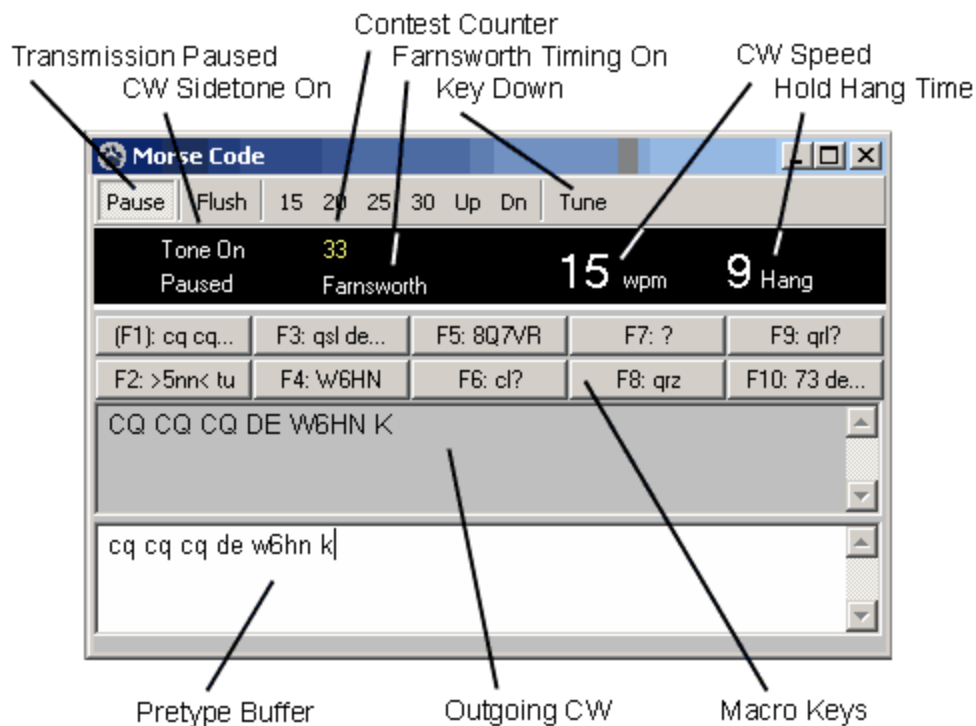 Contest Counter
Transmission Paused Farnsworth Timing On CW Speed
CW Sidetone On Key Down Hold Hang Time
Morse Code
Pause Flush 15 20 25 30 Up Dn Tune
Tone On 33 15 wpm 9 Hang
Paused Farnsworth
(F1): cq cq... F3: qsl de... F5: 8Q7VR F7: ? F9: qrl?
F2: >5nn< tu F4: W6HN F6: cl? F8: qrz F10: 73 de...
CQ CQ CQ DE W6HN K
cq cq cq de w6hn k
Pretype Buffer Outgoing CW Macro Keys